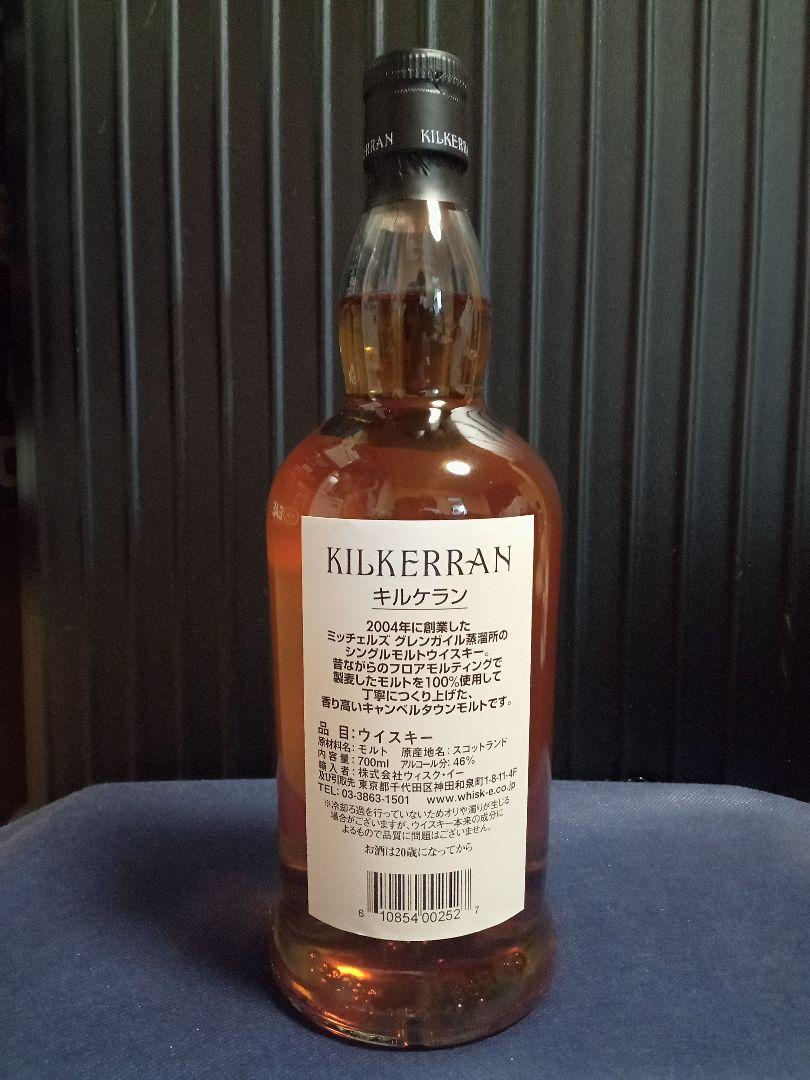 RRAN KILKERRA
KILKERRAN
キルケラン
2004年に創業した
ミッチェルズ グレンガイル蒸溜所の
シングルモルトウイスキー。
昔ながらのフロアモルティングで
製麦したモルトを100%使用して
丁寧につくり上げた、
香り高いキャンベルタウンモルトです。
品 目:ウイスキー
原材料名:モルト 原産地名:スコットランド
内 容 量:700ml アルコール分:46%
輸 入 者:株式会社ウィスク・イー
及び引取先 東京都千代田区神田和泉町1-8-11-4F
TEL: 03-3863-1501 www.whisk-e.co.jp
※冷却ろ過を行っていないためオリや濁りが生じる
場合がございますが、ウイスキー本来の成分に
よるもので品質に問題はございません。
お酒は20歳になってから
6 10854 00252 7